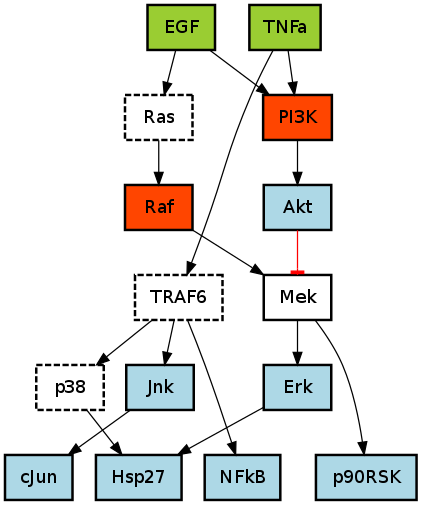 EGF
TNFa
Ras
PI3K
Raf
Akt
TRAF6
Mek
p38
Jnk
Erk
cJun
Hsp27
NFkB
p90RSK